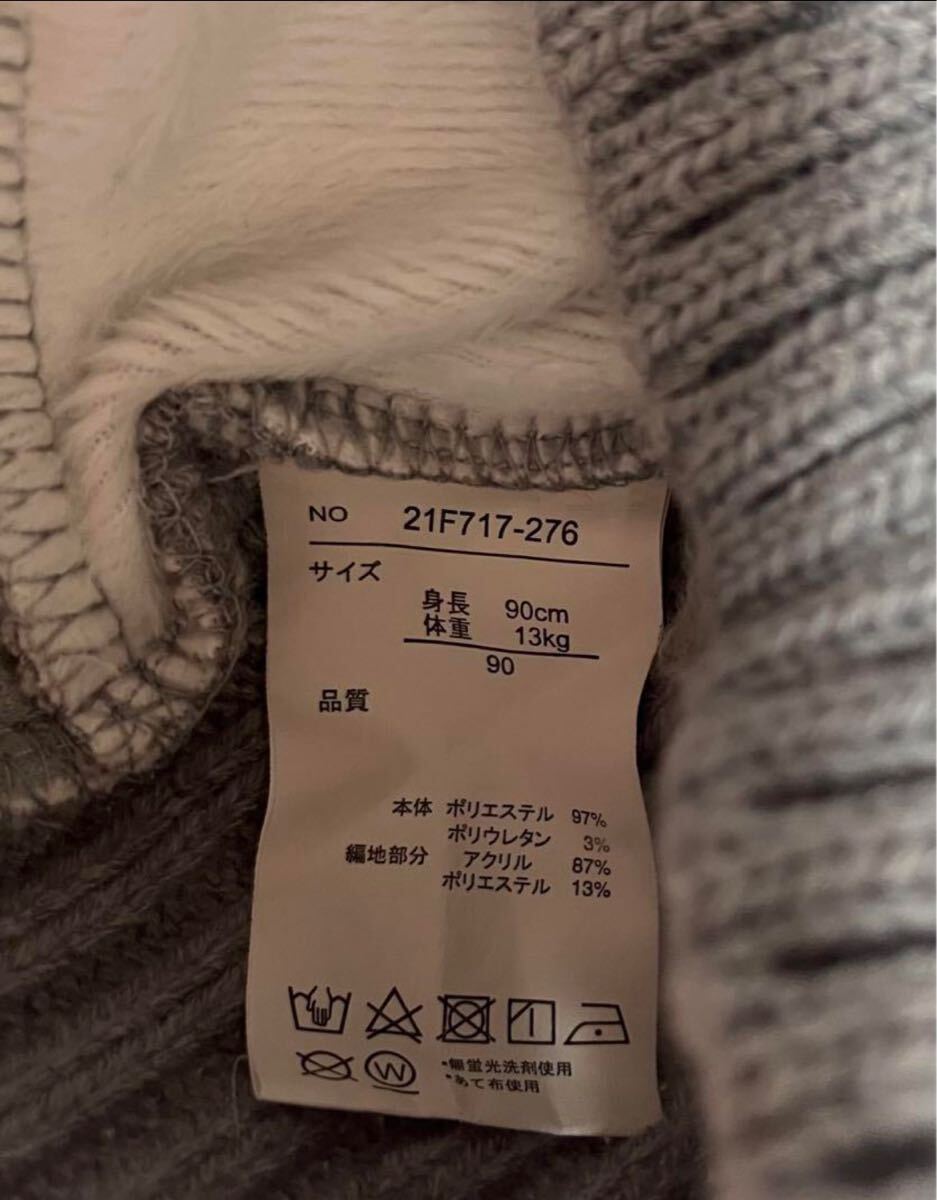 NO 21F717-276
サイズ
身長 90cm
体重 13kg
90
品質
本体 ポリエステル 97%
ポリウレタン 3%
編地部分 アクリル 87%
ポリエステル 13%
W
・無蛍光洗剤使用
・あて布使用